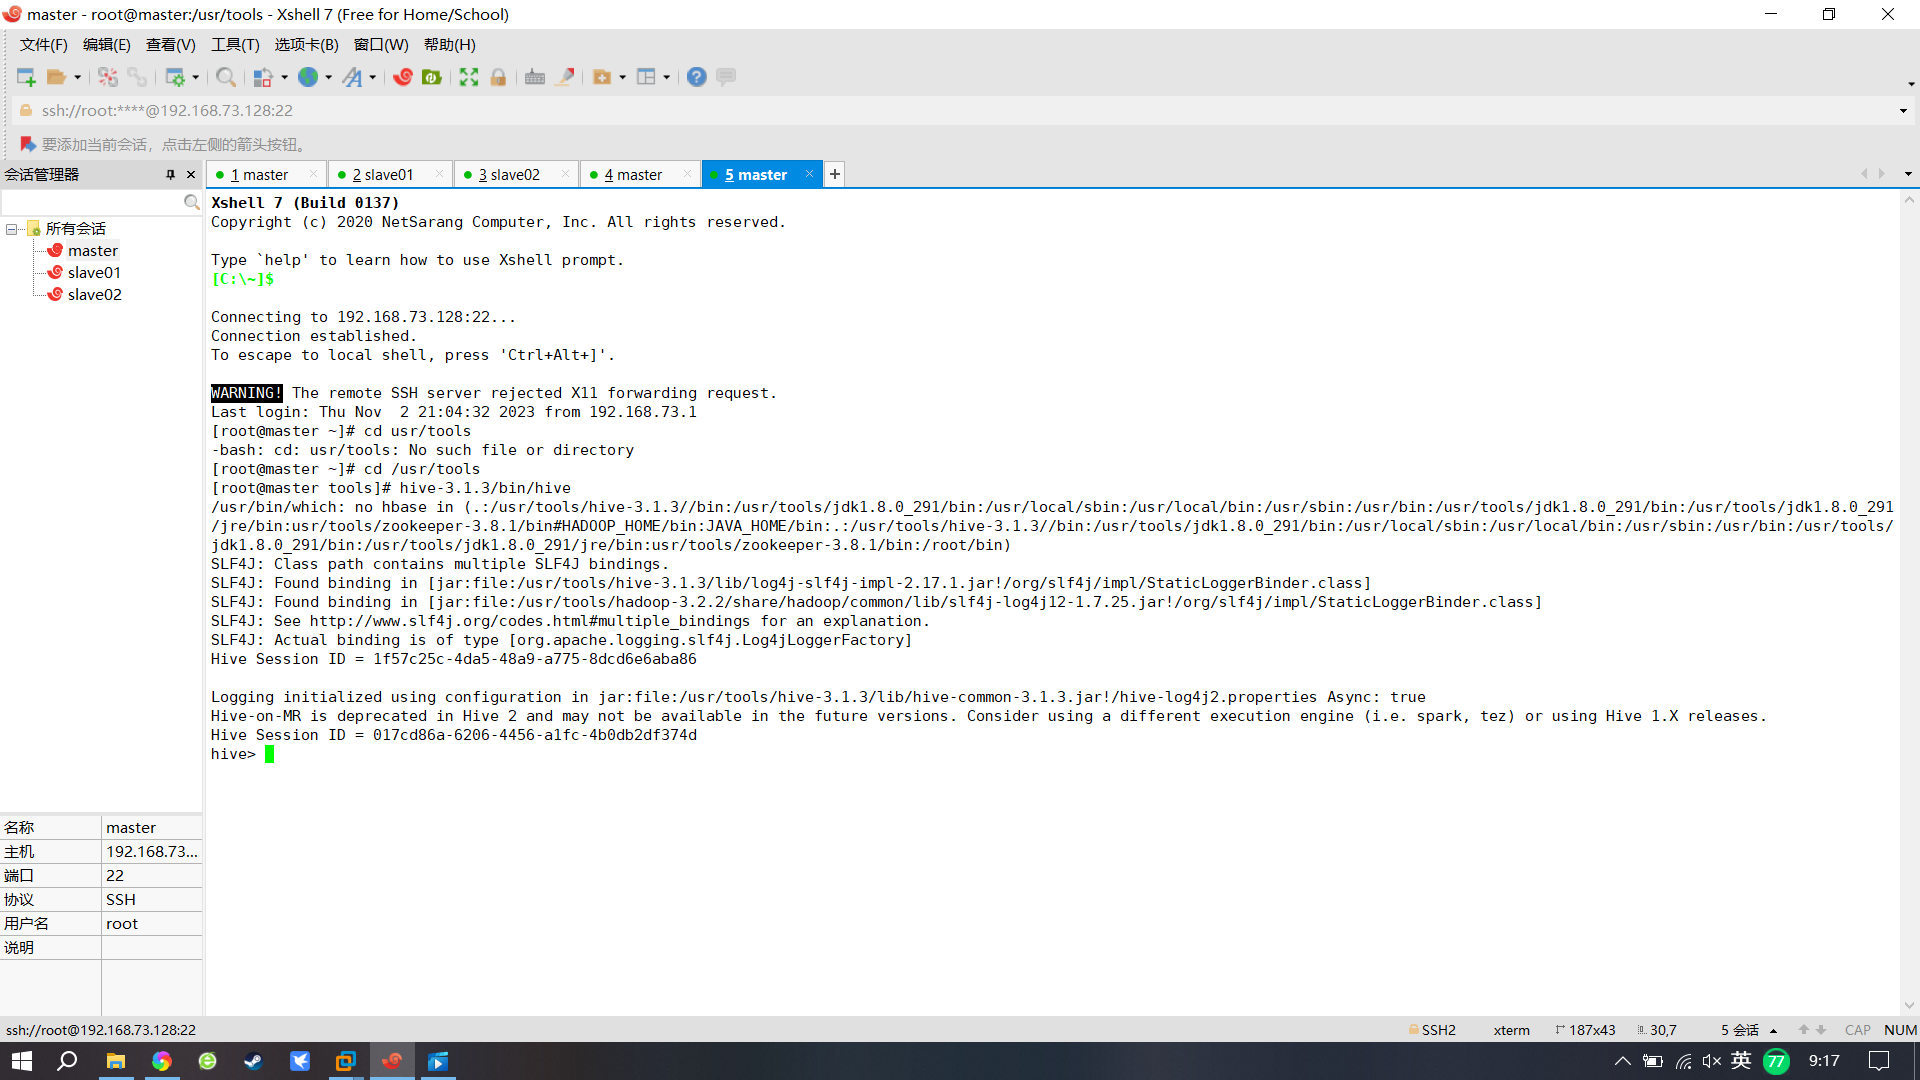 master - root@master:/usr/tools - Xshell 7 (Free for Home/School)
文件(F) 编辑(E) 查看(V) 工具(T) 选项卡(B) 窗口(W) 帮助(H)
ssh://root:****@192.168.73.128:22
要添加当前会话，点击左侧的箭头按钮。
会话管理器
1 master
2 slave01
3 slave02
4 master
5 master
所有会话
master
slave01
slave02
Xshell 7 (Build 0137)
Copyright (c) 2020 NetSarang Computer, Inc. All rights reserved.
Type `help' to learn how to use Xshell prompt.
[C:\~]$
Connecting to 192.168.73.128:22...
Connection established.
To escape to local shell, press 'Ctrl+Alt+]'.
WARNING! The remote SSH server rejected X11 forwarding request.
Last login: Thu Nov  2 21:04:32 2023 from 192.168.73.1
[root@master ~]# cd usr/tools
-bash: cd: usr/tools: No such file or directory
[root@master ~]# cd /usr/tools
[root@master tools]# hive-3.1.3/bin/hive
/usr/bin/which: no hbase in (.:/usr/tools/hive-3.1.3//bin:/usr/tools/jdk1.8.0_291/bin:/usr/local/sbin:/usr/local/bin:/usr/sbin:/usr/bin:/usr/tools/jdk1.8.0_291/bin:/usr/tools/jdk1.8.0_291
/jre/bin:usr/tools/zookeeper-3.8.1/bin#HADOOP_HOME/bin:JAVA_HOME/bin:.:/usr/tools/hive-3.1.3//bin:/usr/tools/jdk1.8.0_291/bin:/usr/local/sbin:/usr/local/bin:/usr/sbin:/usr/bin:/usr/tools/
jdk1.8.0_291/bin:/usr/tools/jdk1.8.0_291/jre/bin:usr/tools/zookeeper-3.8.1/bin:/root/bin)
SLF4J: Class path contains multiple SLF4J bindings.
SLF4J: Found binding in [jar:file:/usr/tools/hive-3.1.3/lib/log4j-slf4j-impl-2.17.1.jar!/org/slf4j/impl/StaticLoggerBinder.class]
SLF4J: Found binding in [jar:file:/usr/tools/hadoop-3.2.2/share/hadoop/common/lib/slf4j-log4j12-1.7.25.jar!/org/slf4j/impl/StaticLoggerBinder.class]
SLF4J: See http://www.slf4j.org/codes.html#multiple_bindings for an explanation.
SLF4J: Actual binding is of type [org.apache.logging.slf4j.Log4jLoggerFactory]
Hive Session ID = 1f57c25c-4da5-48a9-a775-8dcd6e6aba86
Logging initialized using configuration in jar:file:/usr/tools/hive-3.1.3/lib/hive-common-3.1.3.jar!/hive-log4j2.properties Async: true
Hive-on-MR is deprecated in Hive 2 and may not be available in the future versions. Consider using a different execution engine (i.e. spark, tez) or using Hive 1.X releases.
Hive Session ID = 017cd86a-6206-4456-a1fc-4b0db2df374d
hive>
名称 master
主机 192.168.73...
端口 22
协议 SSH
用户名 root
说明
ssh://root@192.168.73.128:22
SSH2 xterm 187x43 30,7 5 会话 CAP NUM
英 77 9:17